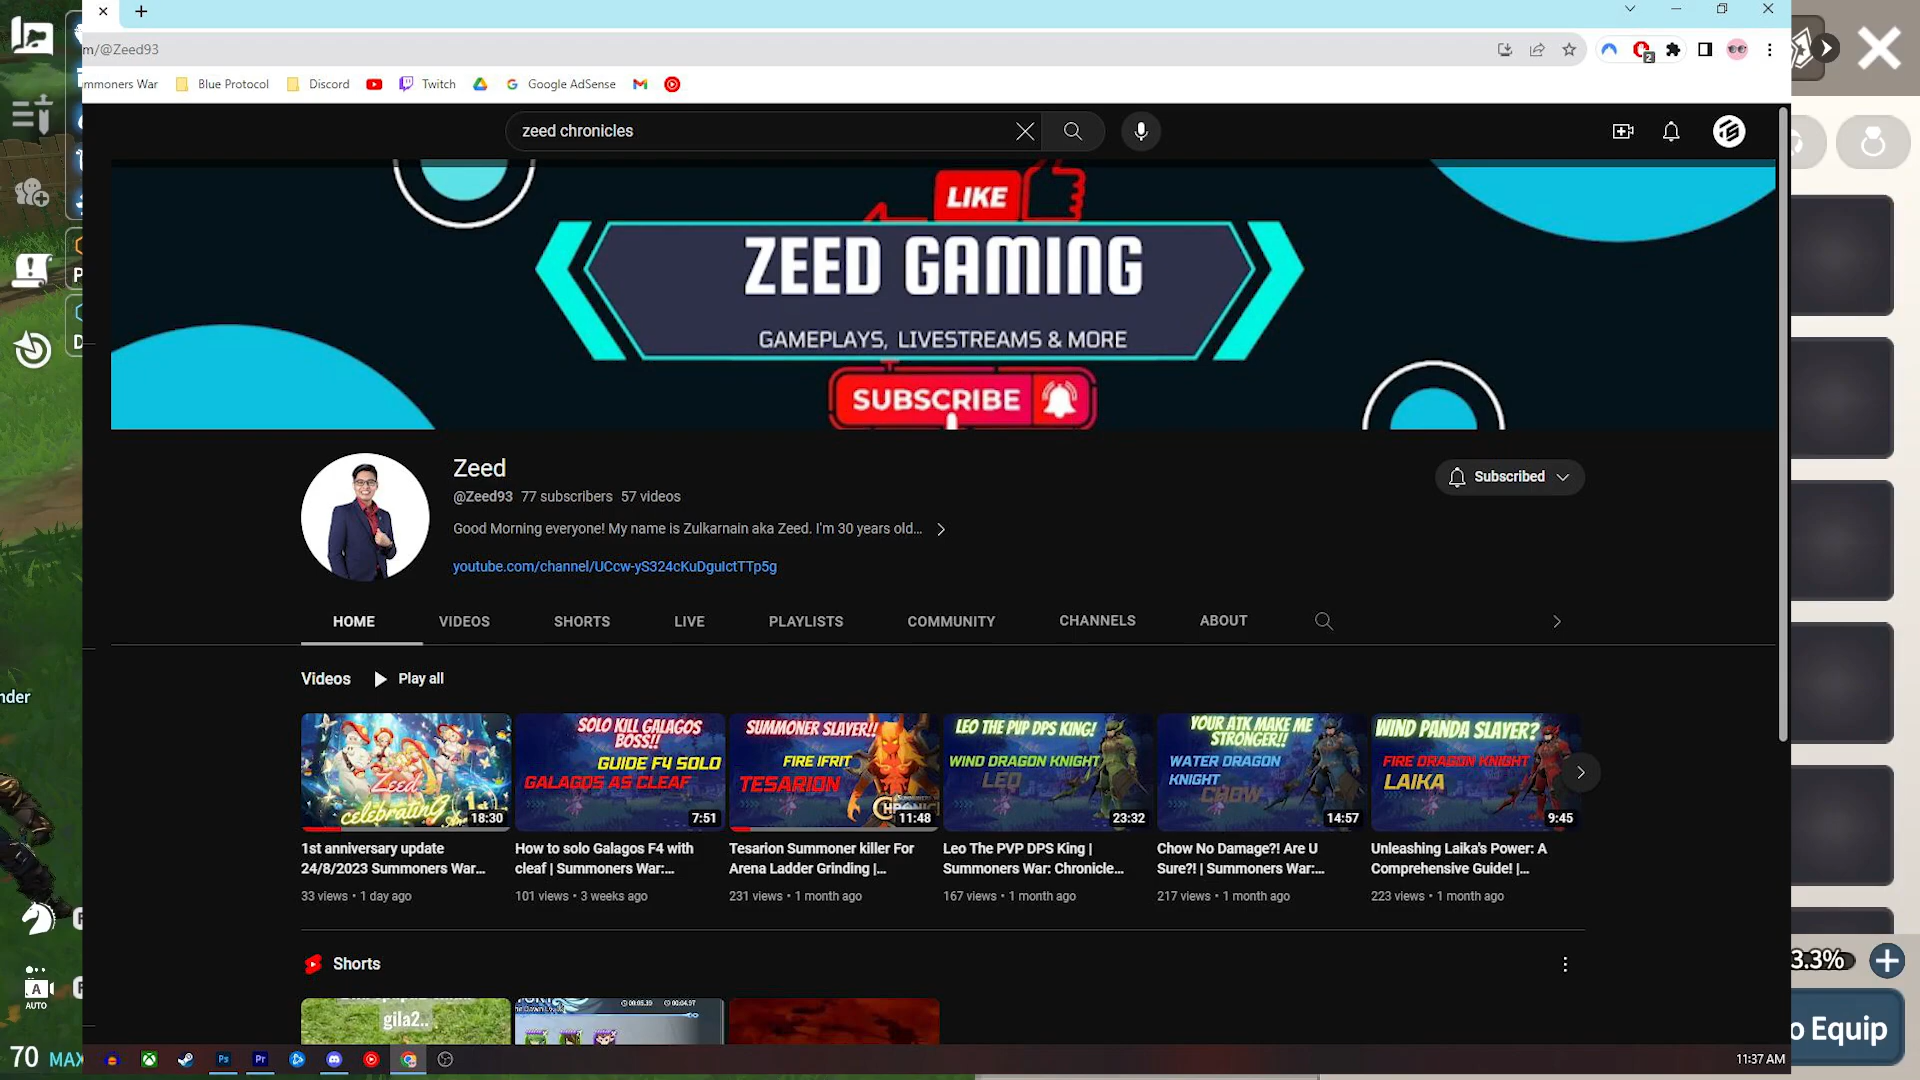 m/@Zeed93
2
mmoners War
Blue Protocol
Discord
Twitch
Google AdSense
zeed chronicles
LIKE
ZEED GAMING
GAMEPLAYS, LIVESTREAMS & MORE
SUBSCRIBE
Zeed
@Zeed93 77 subscribers 57 videos
Good Morning everyone! My name is Zulkarnain aka Zeed. I'm 30 years old...
youtube.com/channel/UCcw-yS324cKuDguIctTTp5g
Subscribed
HOME
VIDEOS
SHORTS
LIVE
PLAYLISTS
COMMUNITY
CHANNELS
ABOUT
Videos
Play all
Zeed
celebrating
1st
18:30
1st anniversary update
24/8/2023 Summoners War...
33 views • 1 day ago
SOLO KILL GALAGOS
BOSS!!
GUIDE F4 SOLO
GALAGOS AS CLEAF
7:51
How to solo Galagos F4 with
cleaf | Summoners War:...
101 views • 3 weeks ago
SUMMONER SLAYER!!
FIRE IFRIT
TESARION
11:48
Tesarion Summoner killer For
Arena Ladder Grinding |...
231 views • 1 month ago
LEO THE PVP DPS KING!
WIND DRAGON KNIGHT
LEO
23:32
Leo The PVP DPS King |
Summoners War: Chronicle...
167 views • 1 month ago
YOUR ATK MAKE ME
STRONGER!!
WATER DRAGON
KNIGHT
CHOW
14:57
Chow No Damage?! Are U
Sure?! | Summoners War:...
217 views • 1 month ago
WIND PANDA SLAYER?
FIRE DRAGON KNIGHT
LAIKA
9:45
Unleashing Laika's Power: A
Comprehensive Guide! |...
223 views • 1 month ago
Shorts
gila2..
nder
AUTO
70 MAX
3.3%
o Equip
11:37 AM